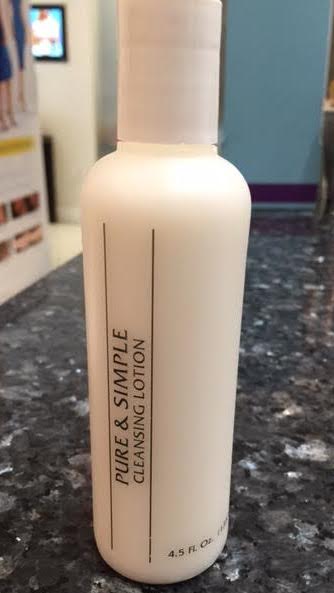 PURE & SIMPLE
CLEANSING LOTION
4.5 Fl. Oz.